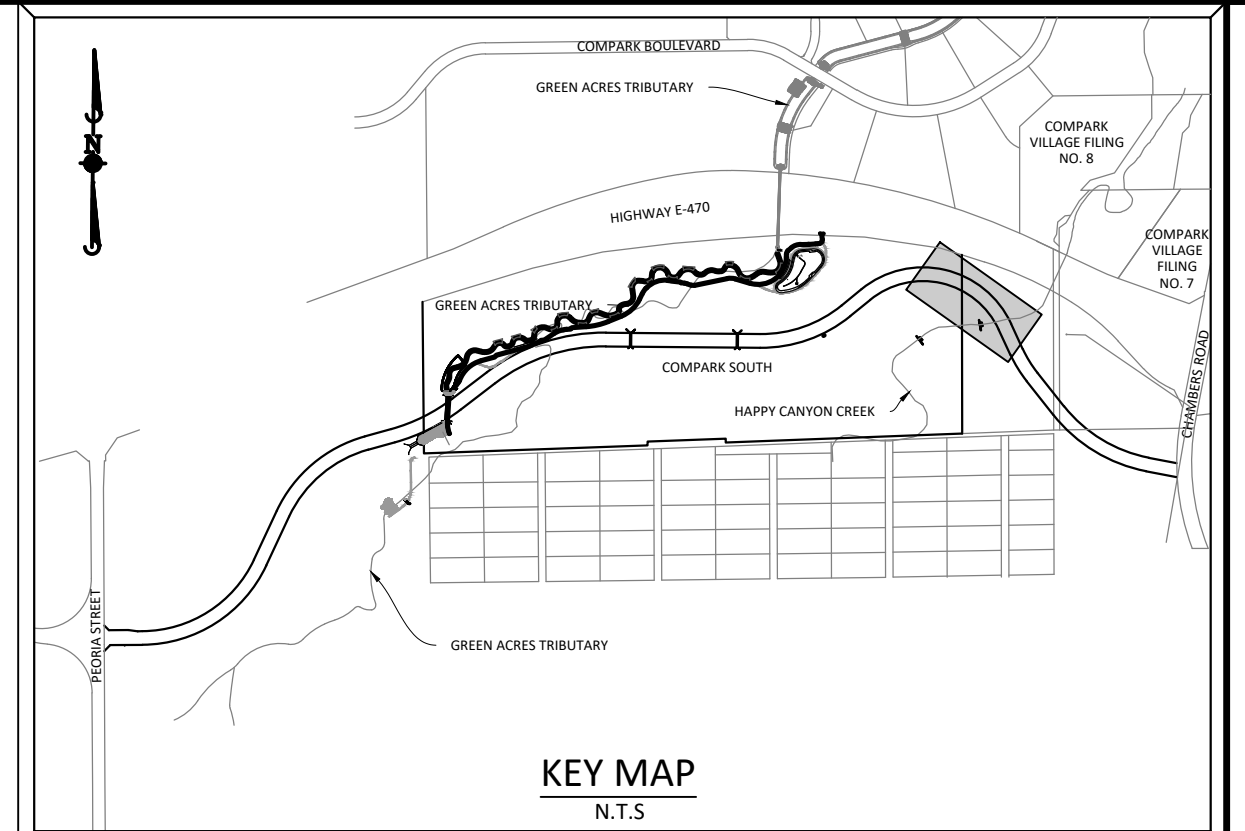 COMPARK BOULEVARD
GREEN ACRES TRIBUTARY
COMPARK
VILLAGE FILING
NO. 8
N
HIGHWAY E-470
COMPARK
VILLAGE
FILING
NO. 7
GREEN ACRES TRIBUTARY
COMPARK SOUTH
CHAMBERS ROAD
HAPPY CANYON CREEK
PEORIA STREET
GREEN ACRES TRIBUTARY
KEY MAP
N.T.S